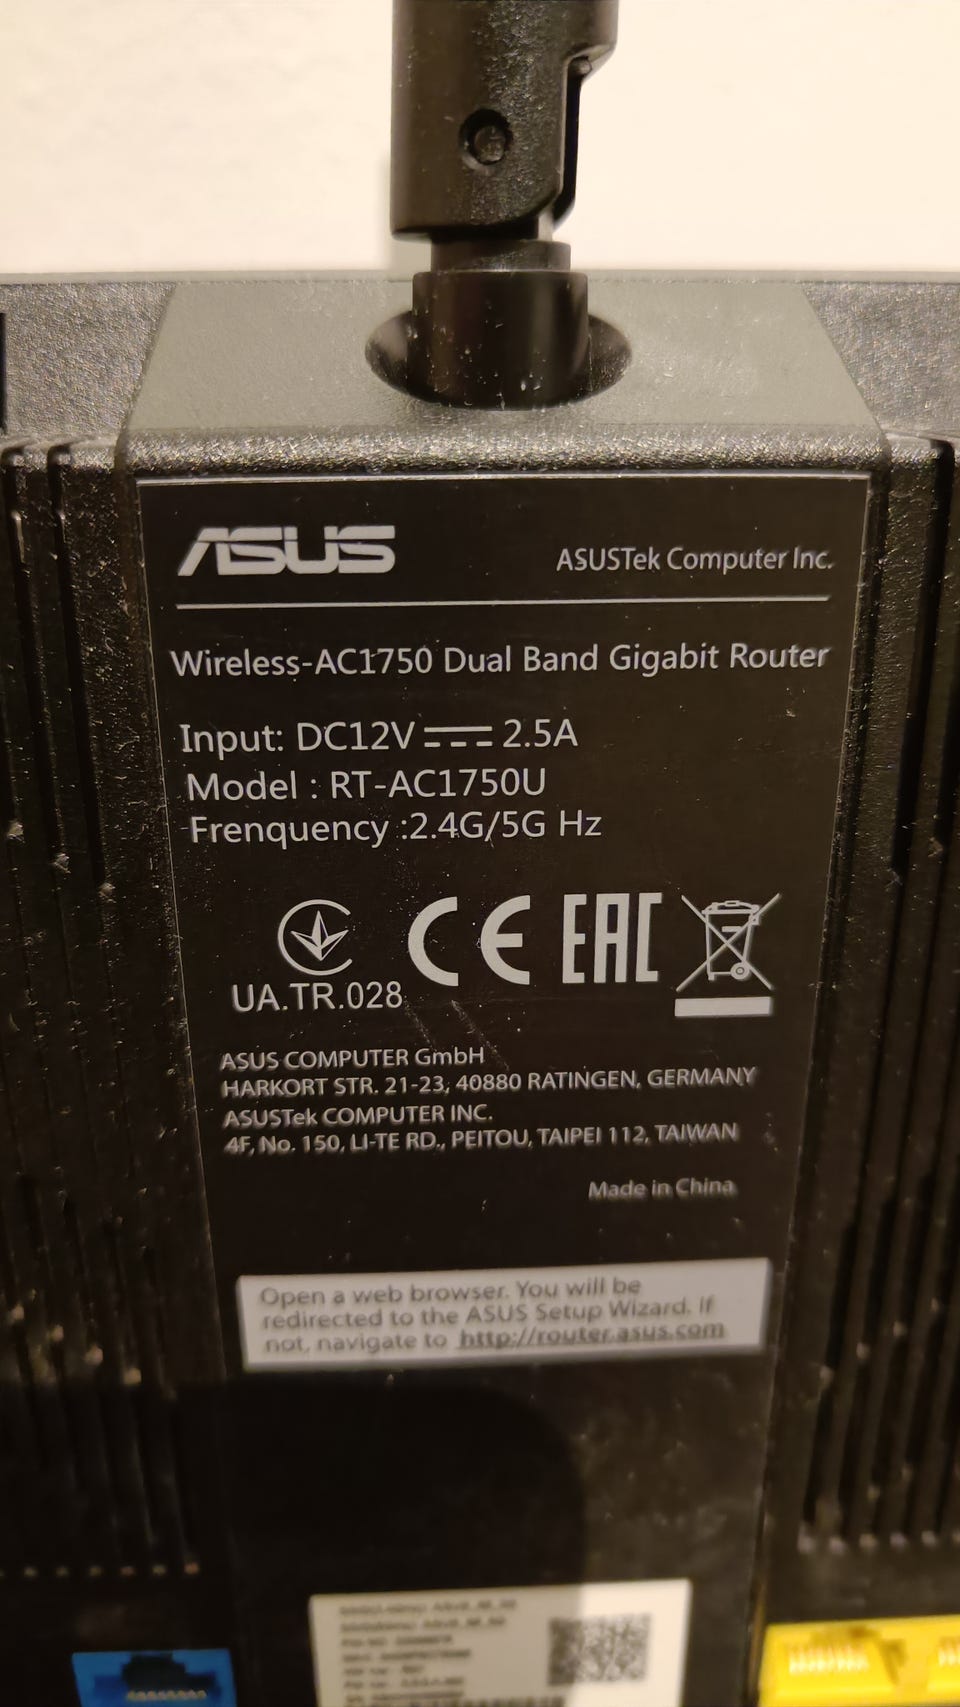 ASUS
ASUSTek Computer Inc.
Wireless-AC1750 Dual Band Gigabit Router
Input: DC12V 2.5A
Model : RT-AC1750U
Frenquency :2.4G/5G Hz
UA.TR.028
CE
EAC
ASUS COMPUTER GmbH
HARKORT STR. 21-23, 40880 RATINGEN, GERMANY
ASUSTek COMPUTER INC.
4F, No. 150, LI-TE RD., PEITOU, TAIPEI 112, TAIWAN
Made in China
Open a web browser. You will be
redirected to the ASUS Setup Wizard. If
not, navigate to http://router.asus.com